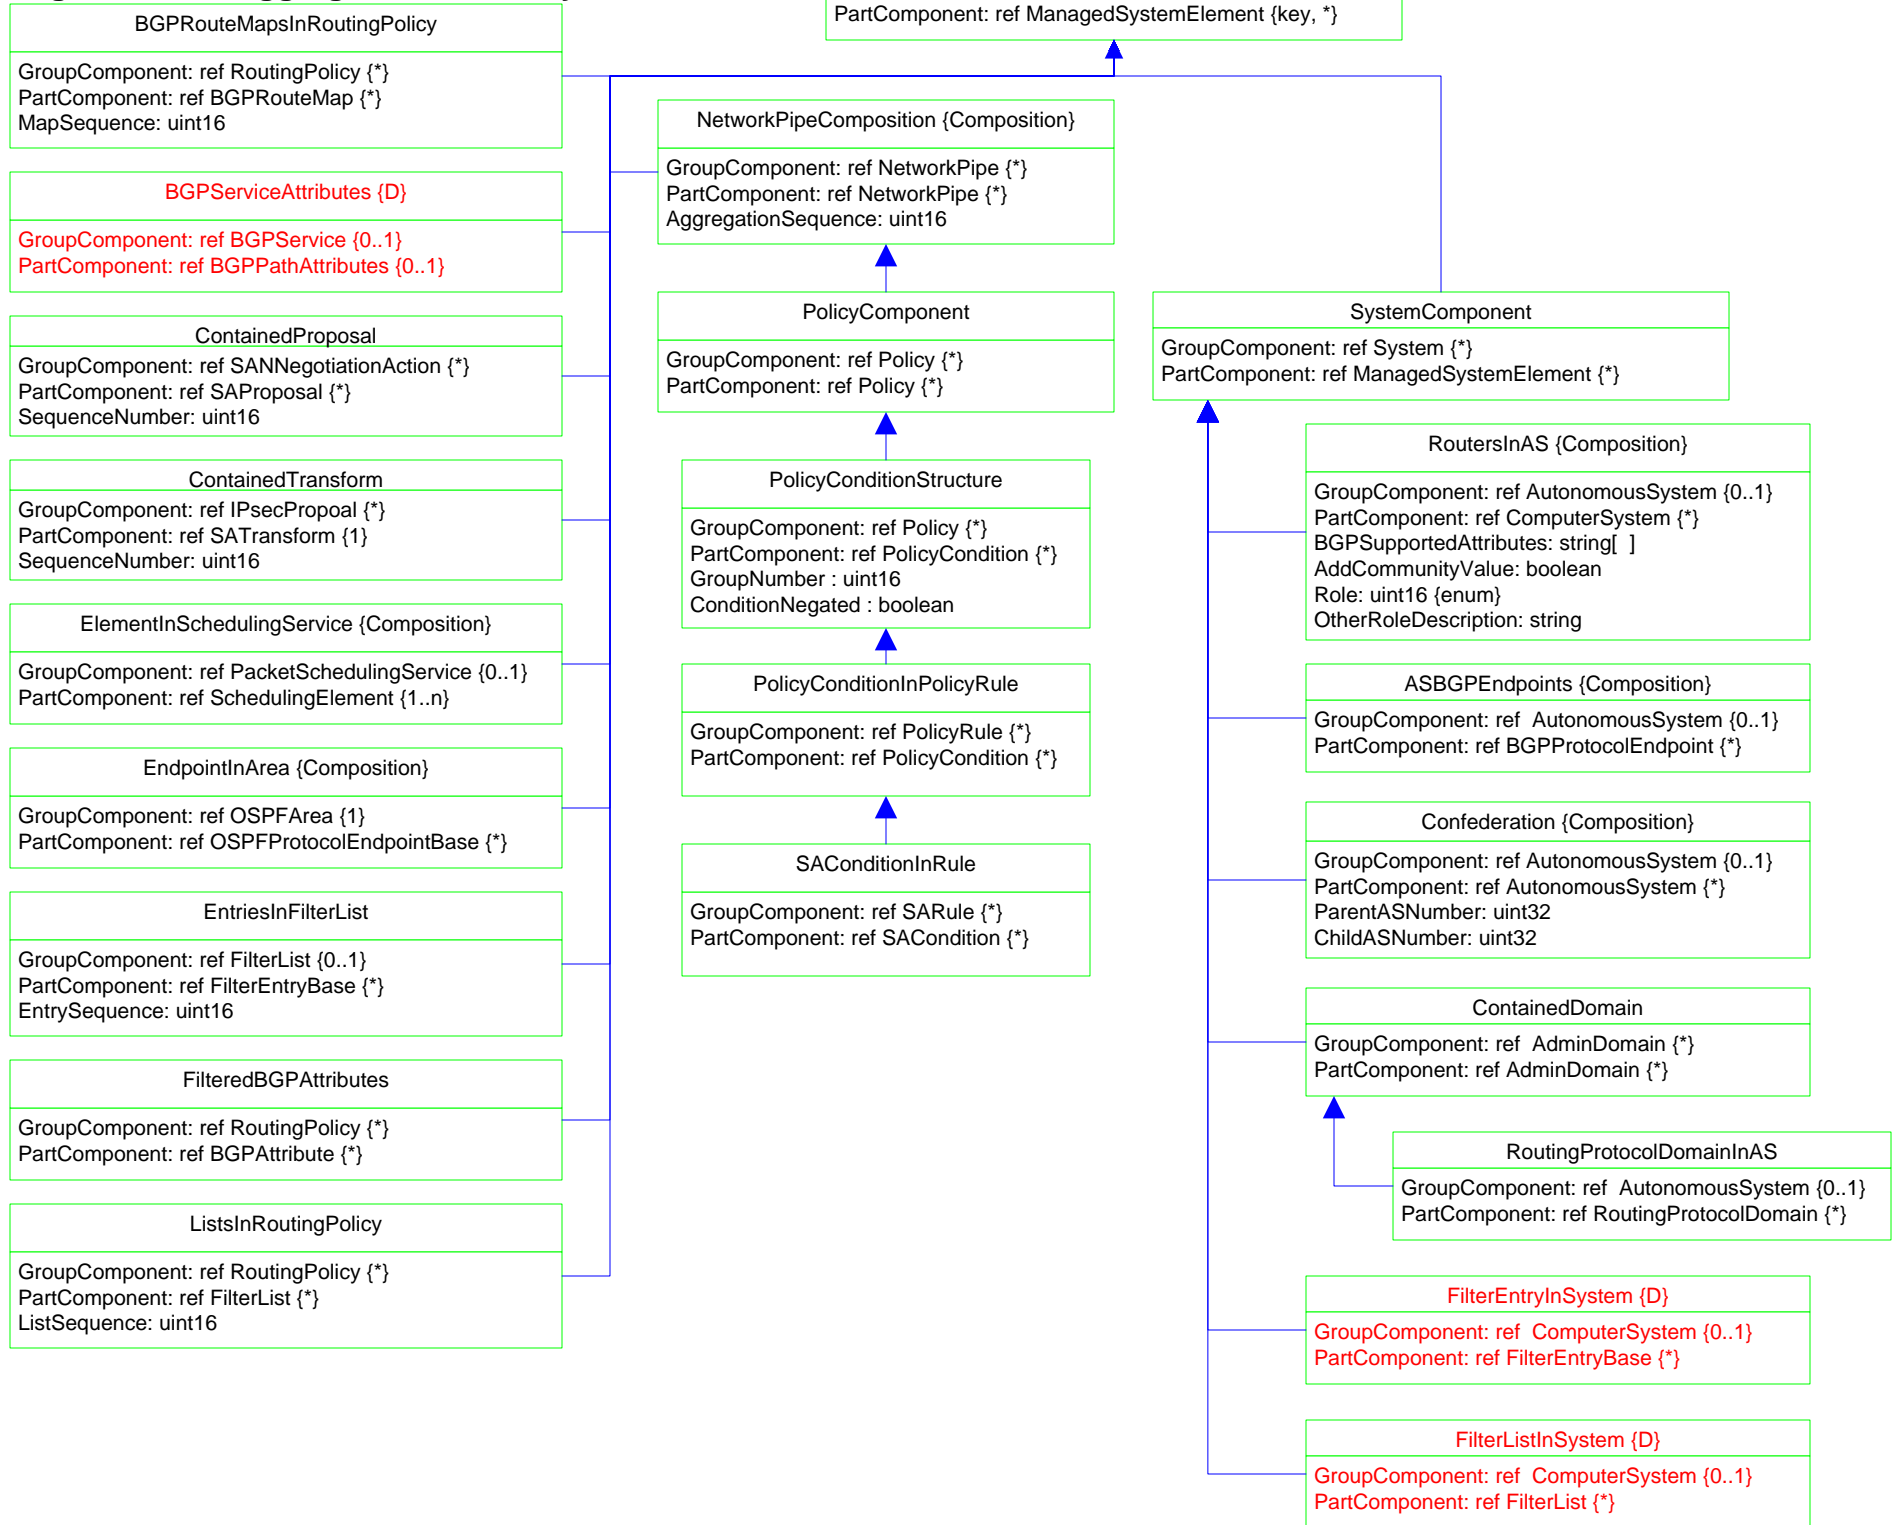 PartComponent: ref ManagedSystemElement {key, *}
BGPRouteMapsInRoutingPolicy
GroupComponent: ref RoutingPolicy {*}
PartComponent: ref BGPRouteMap {*}
MapSequence: uint16
BGPServiceAttributes {D}
GroupComponent: ref BGPService {0..1}
PartComponent: ref BGPPathAttributes {0..1}
ContainedProposal
GroupComponent: ref SANNegotiationAction {*}
PartComponent: ref SAProposal {*}
SequenceNumber: uint16
ContainedTransform
GroupComponent: ref IPsecPropoal {*}
PartComponent: ref SATransform {1}
SequenceNumber: uint16
ElementInSchedulingService {Composition}
GroupComponent: ref PacketSchedulingService {0..1}
PartComponent: ref SchedulingElement {1..n}
EndpointInArea {Composition}
GroupComponent: ref OSPFArea {1}
PartComponent: ref OSPFProtocolEndpointBase {*}
EntriesInFilterList
GroupComponent: ref FilterList {0..1}
PartComponent: ref FilterEntryBase {*}
EntrySequence: uint16
FilteredBGPAttributes
GroupComponent: ref RoutingPolicy {*}
PartComponent: ref BGPAttribute {*}
ListsInRoutingPolicy
GroupComponent: ref RoutingPolicy {*}
PartComponent: ref FilterList {*}
ListSequence: uint16
NetworkPipeComposition {Composition}
GroupComponent: ref NetworkPipe {*}
PartComponent: ref NetworkPipe {*}
AggregationSequence: uint16
PolicyComponent
GroupComponent: ref Policy {*}
PartComponent: ref Policy {*}
PolicyConditionStructure
GroupComponent: ref Policy {*}
PartComponent: ref PolicyCondition {*}
GroupNumber : uint16
ConditionNegated : boolean
PolicyConditionInPolicyRule
GroupComponent: ref PolicyRule {*}
PartComponent: ref PolicyCondition {*}
SAConditionInRule
GroupComponent: ref SARule {*}
PartComponent: ref SACondition {*}
SystemComponent
GroupComponent: ref System {*}
PartComponent: ref ManagedSystemElement {*}
RoutersInAS {Composition}
GroupComponent: ref AutonomousSystem {0..1}
PartComponent: ref ComputerSystem {*}
BGPSupportedAttributes: string[ ]
AddCommunityValue: boolean
Role: uint16 {enum}
OtherRoleDescription: string
ASBGPEndpoints {Composition}
GroupComponent: ref AutonomousSystem {0..1}
PartComponent: ref BGPProtocolEndpoint {*}
Confederation {Composition}
GroupComponent: ref AutonomousSystem {0..1}
PartComponent: ref AutonomousSystem {*}
ParentASNumber: uint32
ChildASNumber: uint32
ContainedDomain
GroupComponent: ref AdminDomain {*}
PartComponent: ref AdminDomain {*}
RoutingProtocolDomainInAS
GroupComponent: ref AutonomousSystem {0..1}
PartComponent: ref RoutingProtocolDomain {*}
FilterEntryInSystem {D}
GroupComponent: ref ComputerSystem {0..1}
PartComponent: ref FilterEntryBase {*}
FilterListInSystem {D}
GroupComponent: ref ComputerSystem {0..1}
PartComponent: ref FilterList {*}